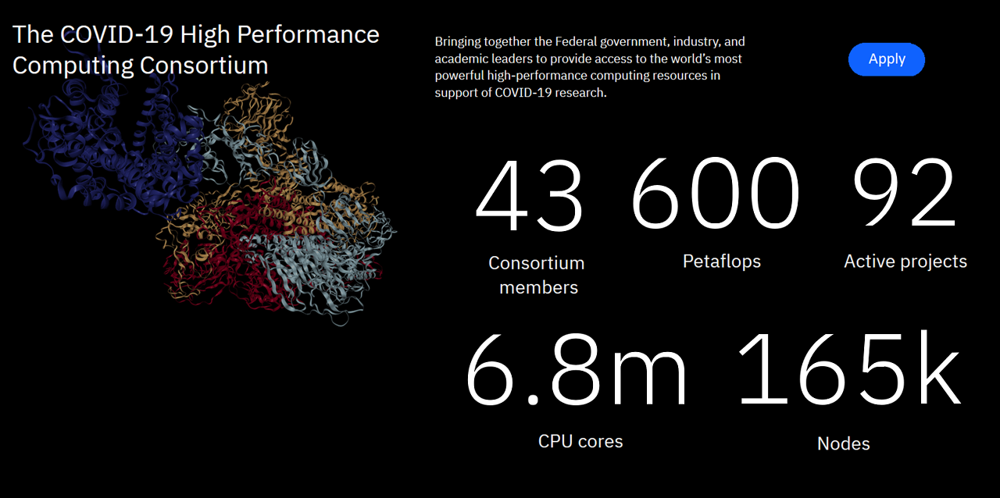 The COVID-19 High Performance
Computing Consortium
Bringing together the Federal government, industry, and
academic leaders to provide access to the world’s most
powerful high-performance computing resources in
support of COVID-19 research.
Apply
43
Consortium
members
600
Petaflops
92
Active projects
6.8m
CPU cores
165k
Nodes